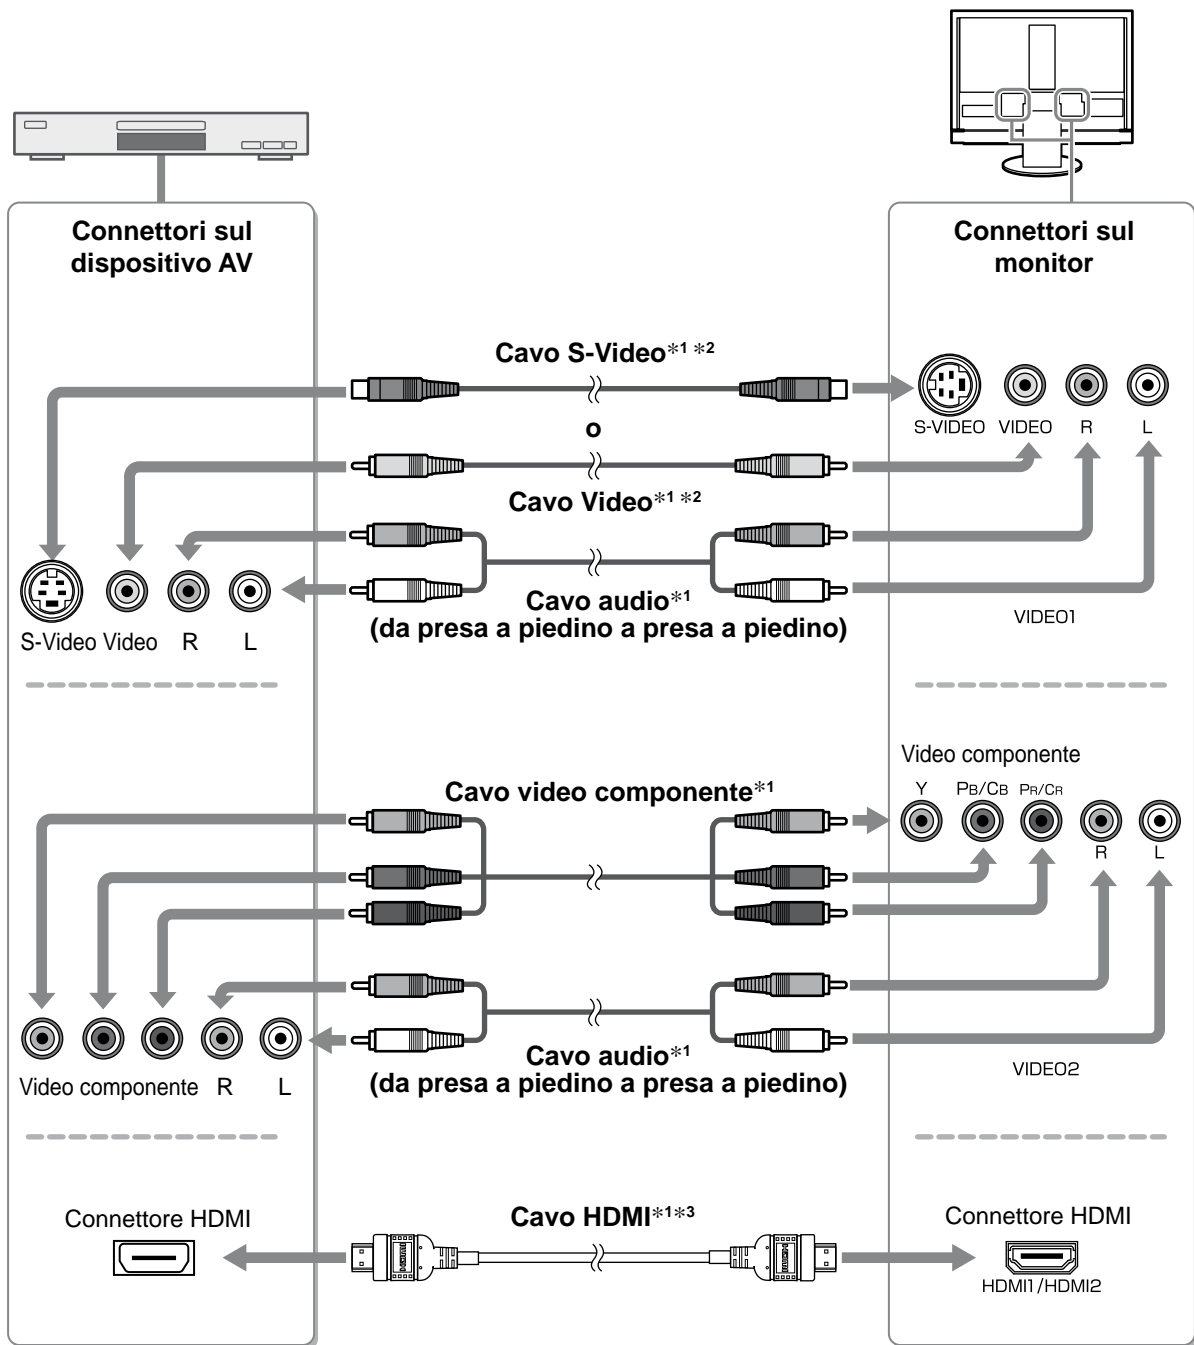 Connettori sul
dispositivo AV
Connettori sul
monitor
Cavo S-Video*1 *2
S-VIDEO VIDEO R L
o
Cavo Video*1 *2
Cavo audio*1
(da presa a piedino a presa a piedino)
VIDEO1
S-Video Video R L
Video componente
Y PB/CB PR/CR
Cavo video componente*1
R L
Cavo audio*1
(da presa a piedino a presa a piedino)
VIDEO2
Video componente R L
Connettore HDMI
Cavo HDMI*1*3
Connettore HDMI
HDMI HDMI
HDMI1/HDMI2